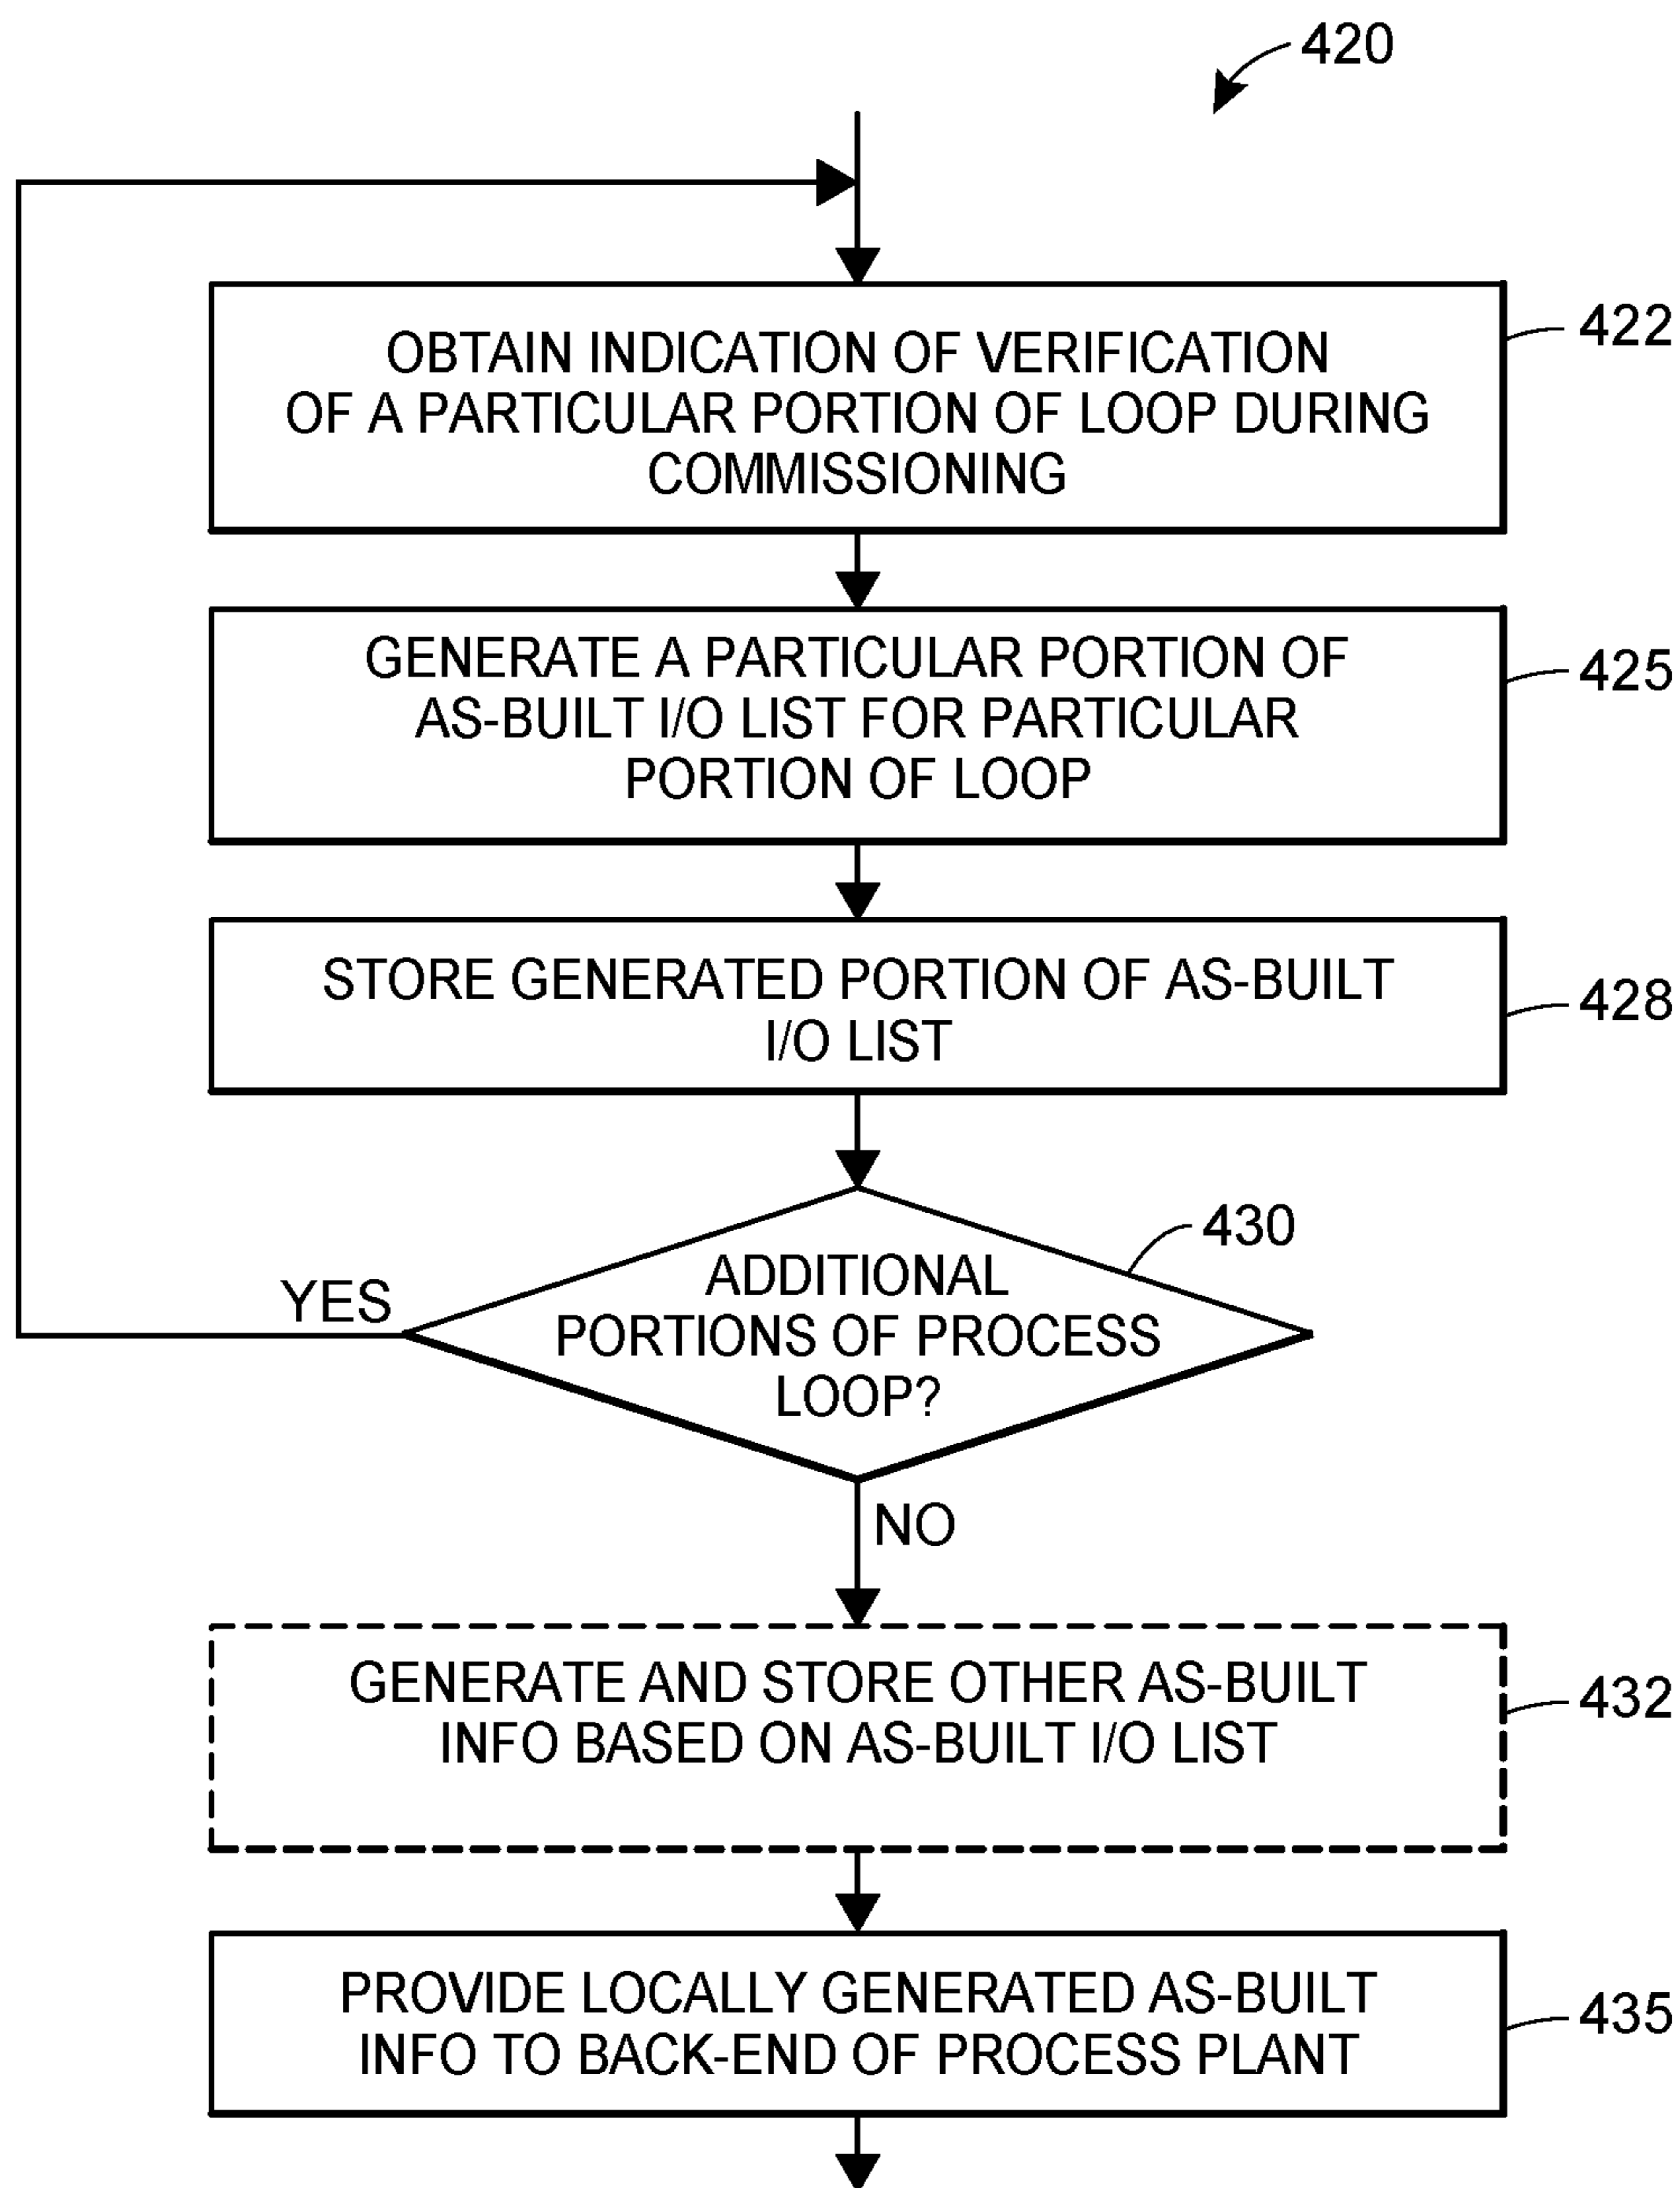 420
OBTAIN INDICATION OF VERIFICATION
OF A PARTICULAR PORTION OF LOOP DURING
COMMISSIONING
422
GENERATE A PARTICULAR PORTION OF
AS-BUILT I/O LIST FOR PARTICULAR
PORTION OF LOOP
425
STORE GENERATED PORTION OF AS-BUILT
I/O LIST
428
ADDITIONAL
PORTIONS OF PROCESS
LOOP?
430
YES
NO
GENERATE AND STORE OTHER AS-BUILT
INFO BASED ON AS-BUILT I/O LIST
432
PROVIDE LOCALLY GENERATED AS-BUILT
INFO TO BACK-END OF PROCESS PLANT
435